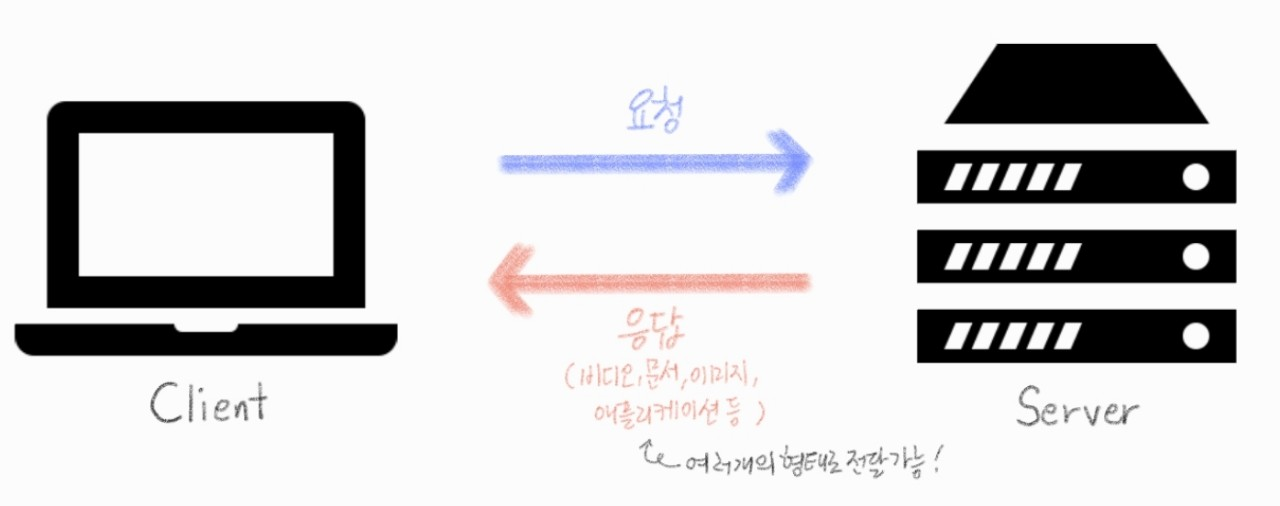 요청
응답
(비디오, 문서, 이미지,
애플리케이션 등)
여러개의 형태로 전달 가능!
Client
Server